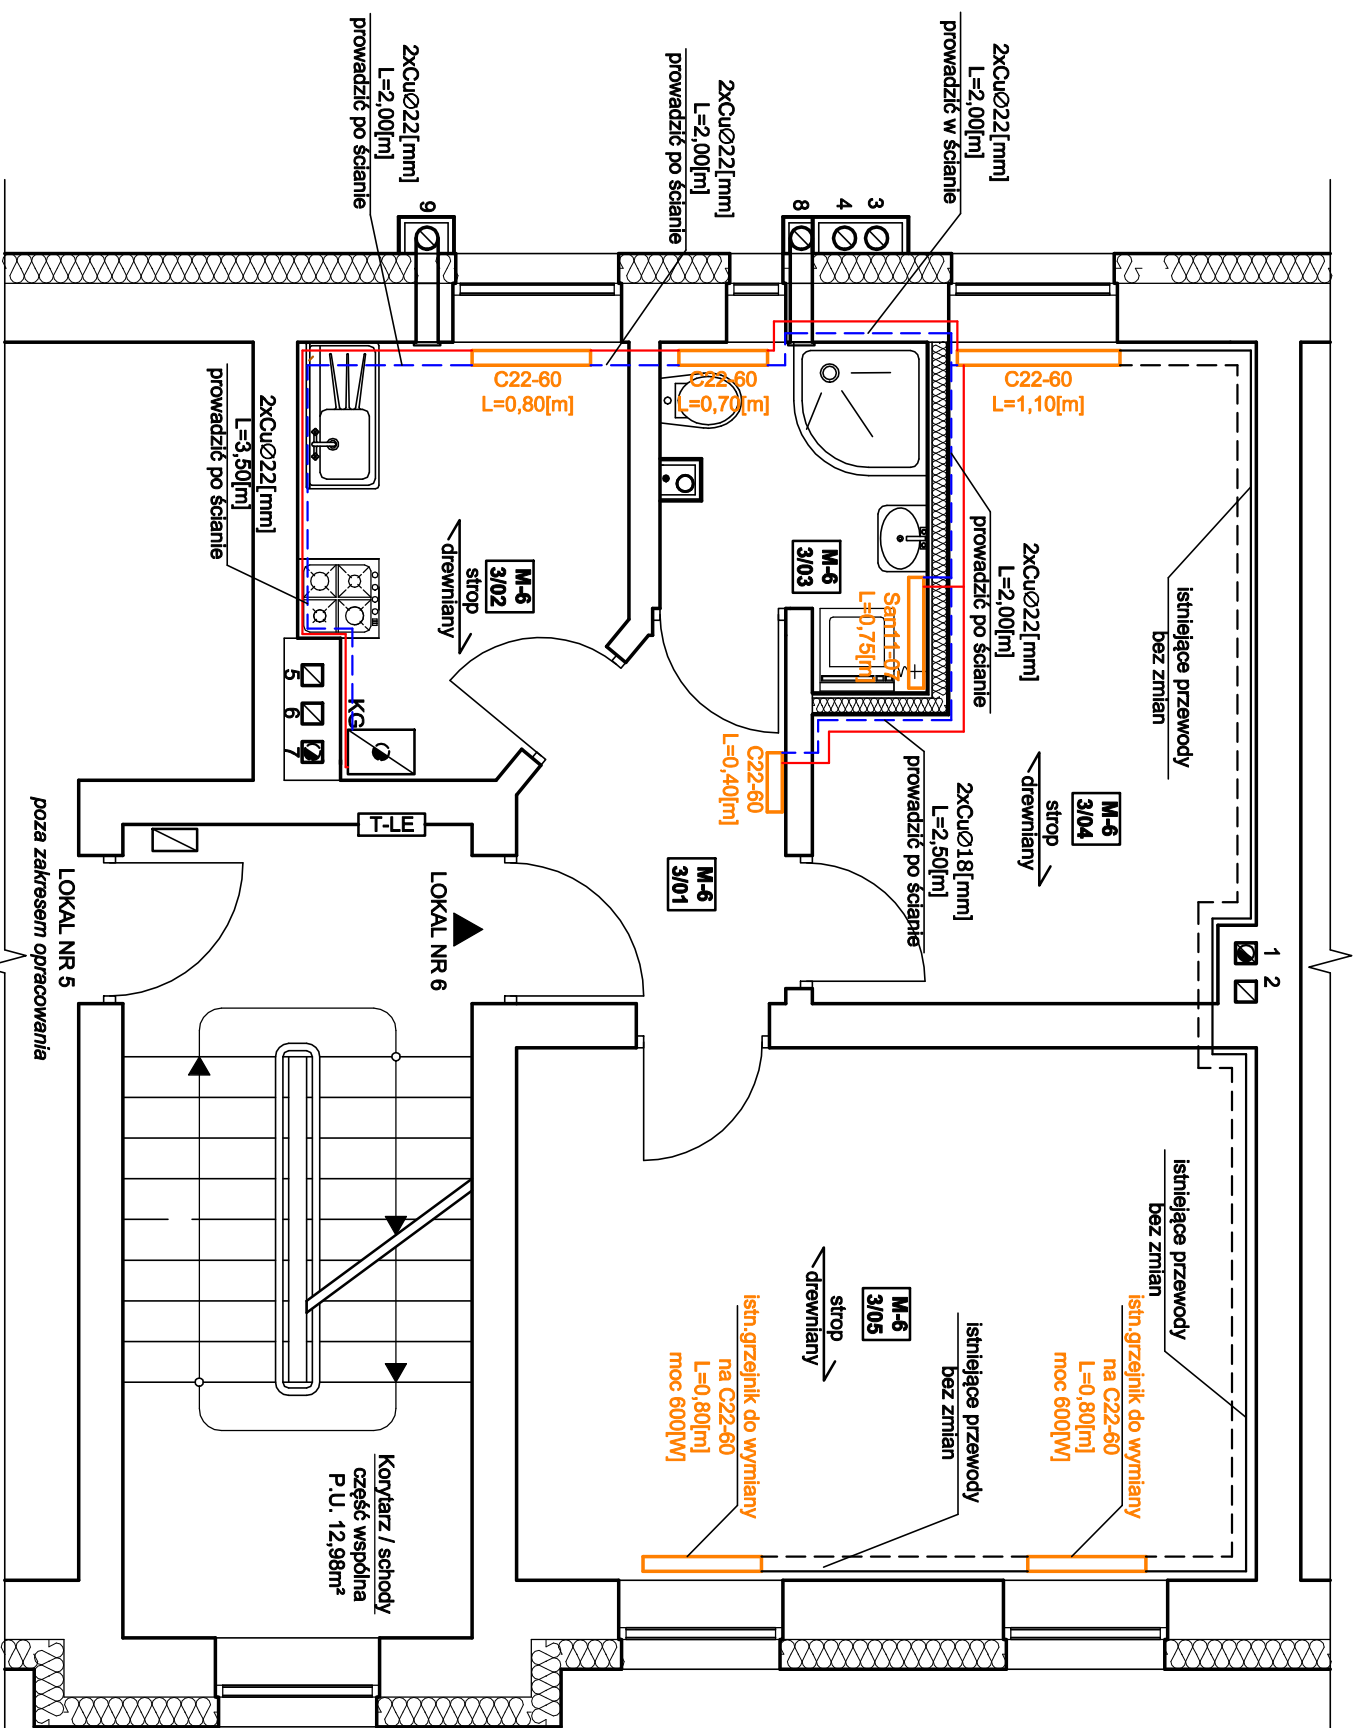 2xCuØ22[mm]
L=2,00[m]
prowadzić po ścianie
2xCuØ22[mm]
L=2,00[m]
prowadzić po ścianie
2xCuØ22[mm]
L=2,00[m]
prowadzić w ścianie
9
8
4
3
C22-60
L=0,80[m]
C22-60
L=0,70[m]
C22-60
L=1,10[m]
2xCuØ22[mm]
L=3,50[m]
prowadzić po ścianie
M-6
3/02
strop
drewniany
M-6
3/03
Sam11-07
L=0,75[m]
2xCuØ22[mm]
L=2,00[m]
prowadzić po ścianie
istniejące przewody
bez zmian
5
6
7
KG
C22-60
L=0,40[m]
2xCuØ18[mm]
L=2,50[m]
prowadzić po ścianie
M-6
3/04
strop
drewniany
T-LE
M-6
3/01
LOKAL NR 6
LOKAL NR 5
poza zakresem opracowania
1
2
istniejące przewody
bez zmian
M-6
3/05
strop
drewniany
istn.grzejnik do wymiany
na C22-60
L=0,80[m]
moc 600[W]
istniejące przewody
bez zmian
istn.grzejnik do wymiany
na C22-60
L=0,80[m]
moc 600[W]
Korytarz / schody
część wspólna
P.U. 12,98m²